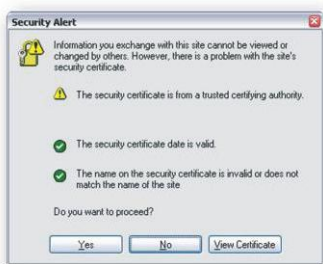 Security Alert
Information you exchange with this site cannot be viewed or
changed by others. However, there is a problem with the site's
security certificate.
The security certificate is from a trusted certifying authority.
The security certificate date is valid.
The name on the security certificate is invalid or does not
match the name of the site
Do you want to proceed?
Yes
No
View Certificate